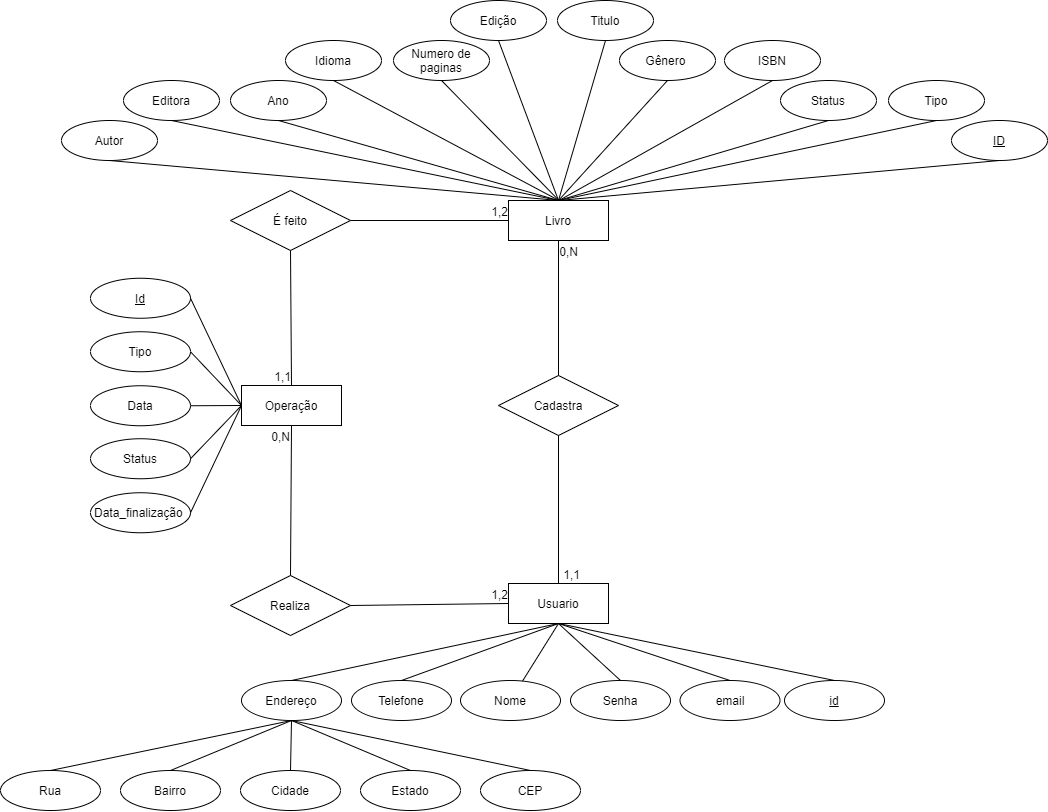 Edição
Titulo
Idioma
Numero de
paginas
Gênero
ISBN
Editora
Ano
Status
Tipo
Autor
ID
É feito
1,2
Livro
0,N
Id
Tipo
1,1
Data
Operação
Cadastra
0,N
Status
Data_finalização
1,1
Realiza
1,2
Usuario
Endereço
Telefone
Nome
Senha
email
id
Rua
Bairro
Cidade
Estado
CEP